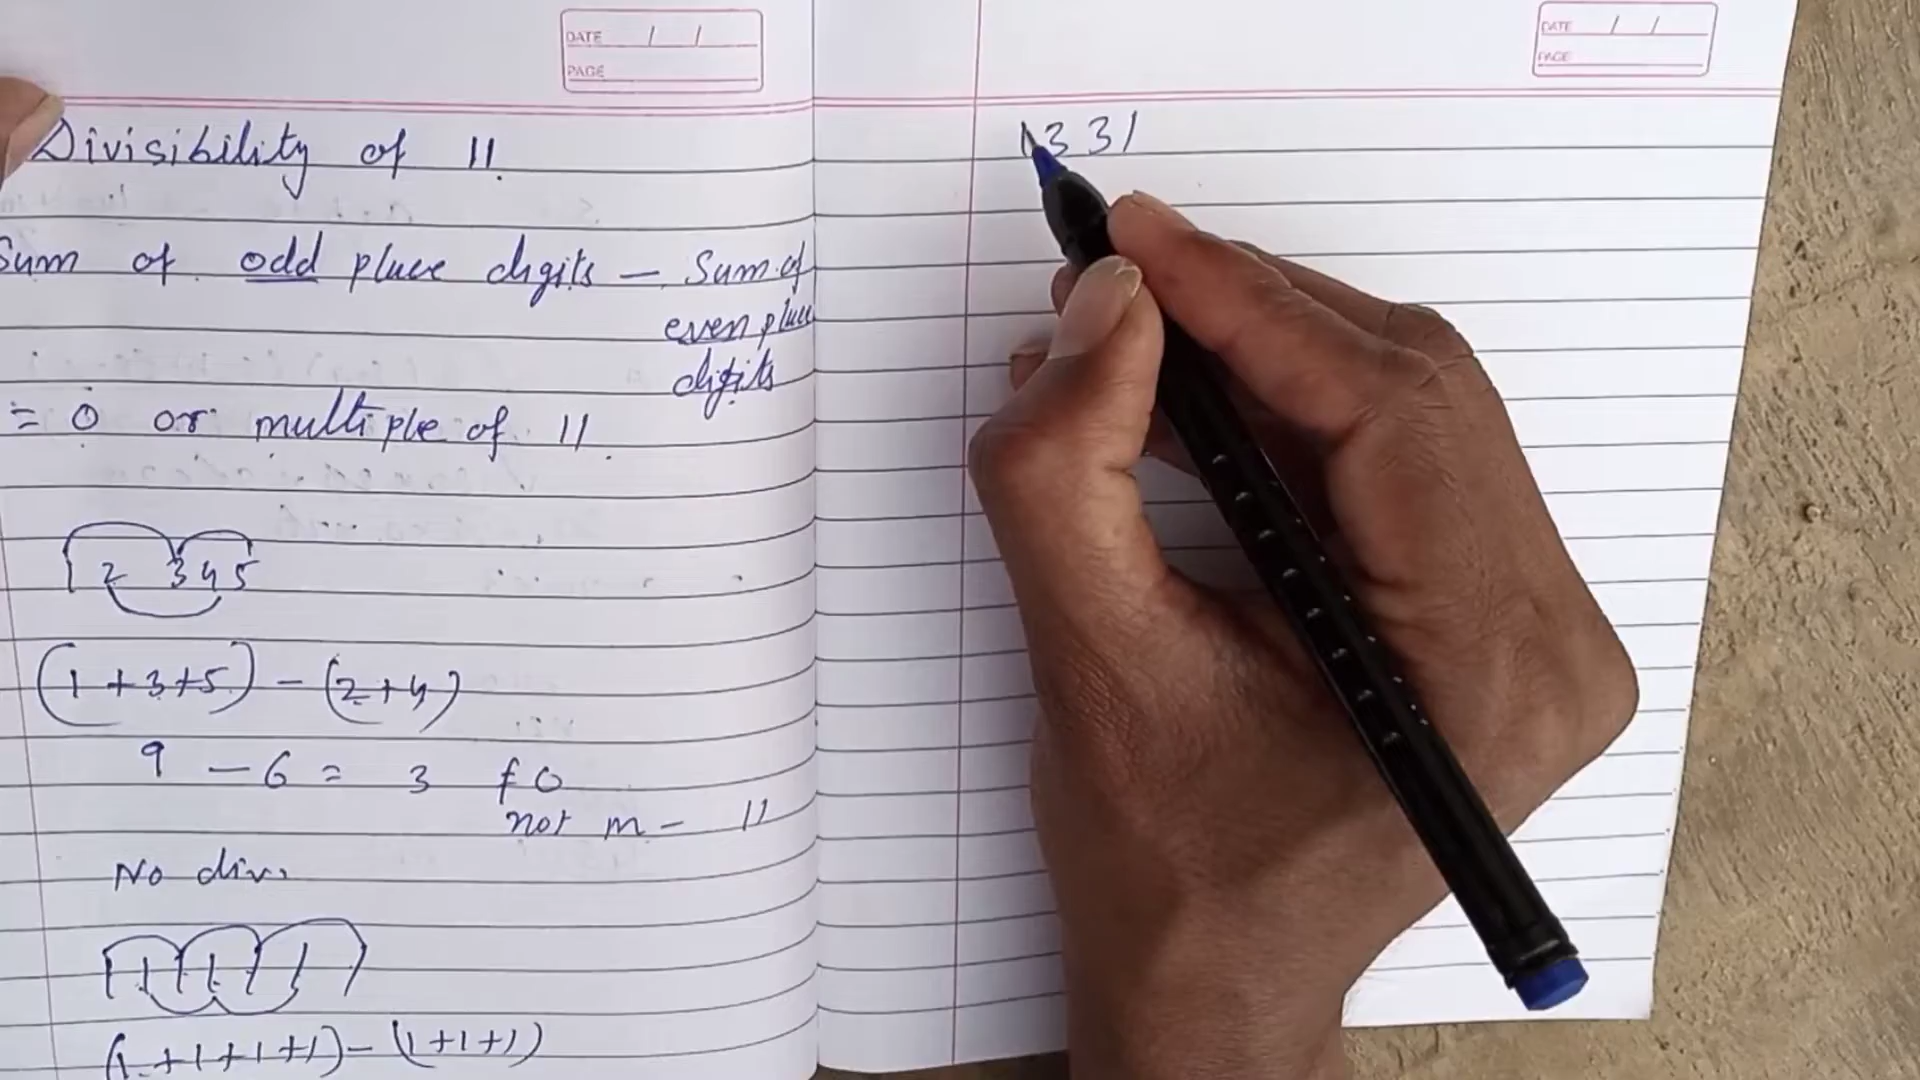 DATE / /
PAGE
Divisibility of 11
Sum of odd place digits — Sum of
even place
digits
= 0 or multiple of 11
12345
(1+3+5) - (2+4)
9 - 6 = 3 ≠ 0
not m - 11
No div.
1111111
(1+1+1+1) - (1+1+1)
DATE / /
PAGE
1331